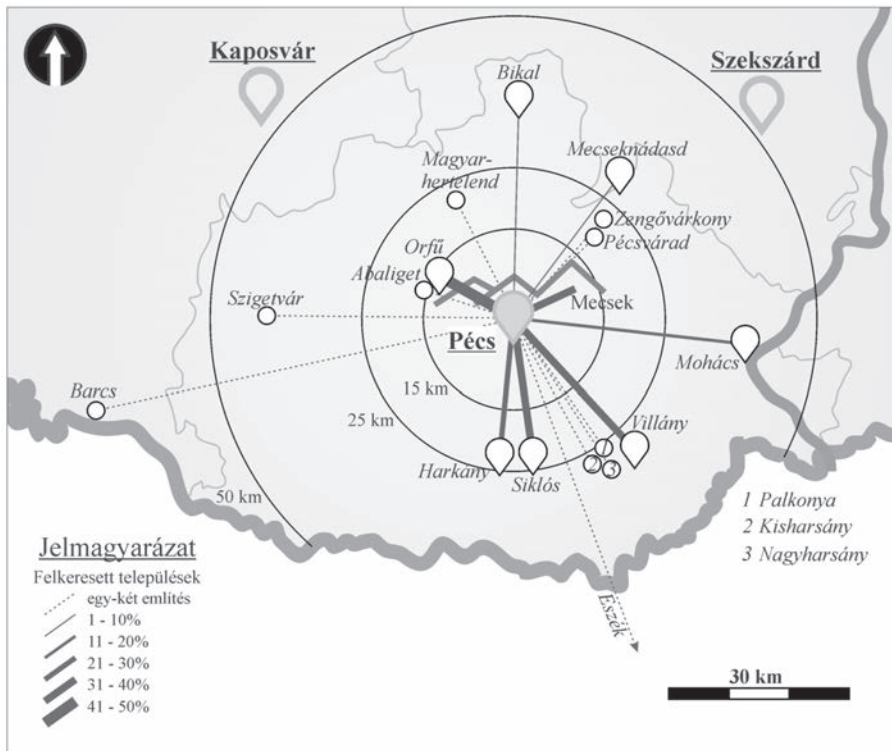 Kaposvár
Szekszárd
Bikal
Mecseknádasd
Magyar-
hertelend
Zengővárkony
Pécsvárad
Orfű
Abaliget
Szigetvár
Mecsek
Pécs
Mohács
Barcs
15 km
25 km
Villány
Harkány
Siklós
2
3
50 km
1 Palkonya
2 Kisharsány
3 Nagyharsány
Jelmagyarázat
Felkeresett települések
egy-két említés
1 - 10%
11 - 20%
21 - 30%
31 - 40%
41 - 50%
Eszék
30 km